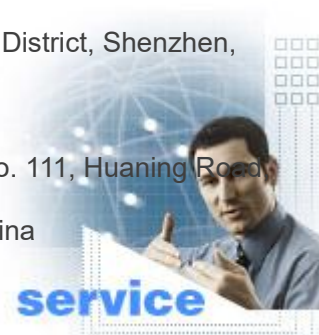 District, Shenzhen,
o. 111, Huaning Road
ina
service